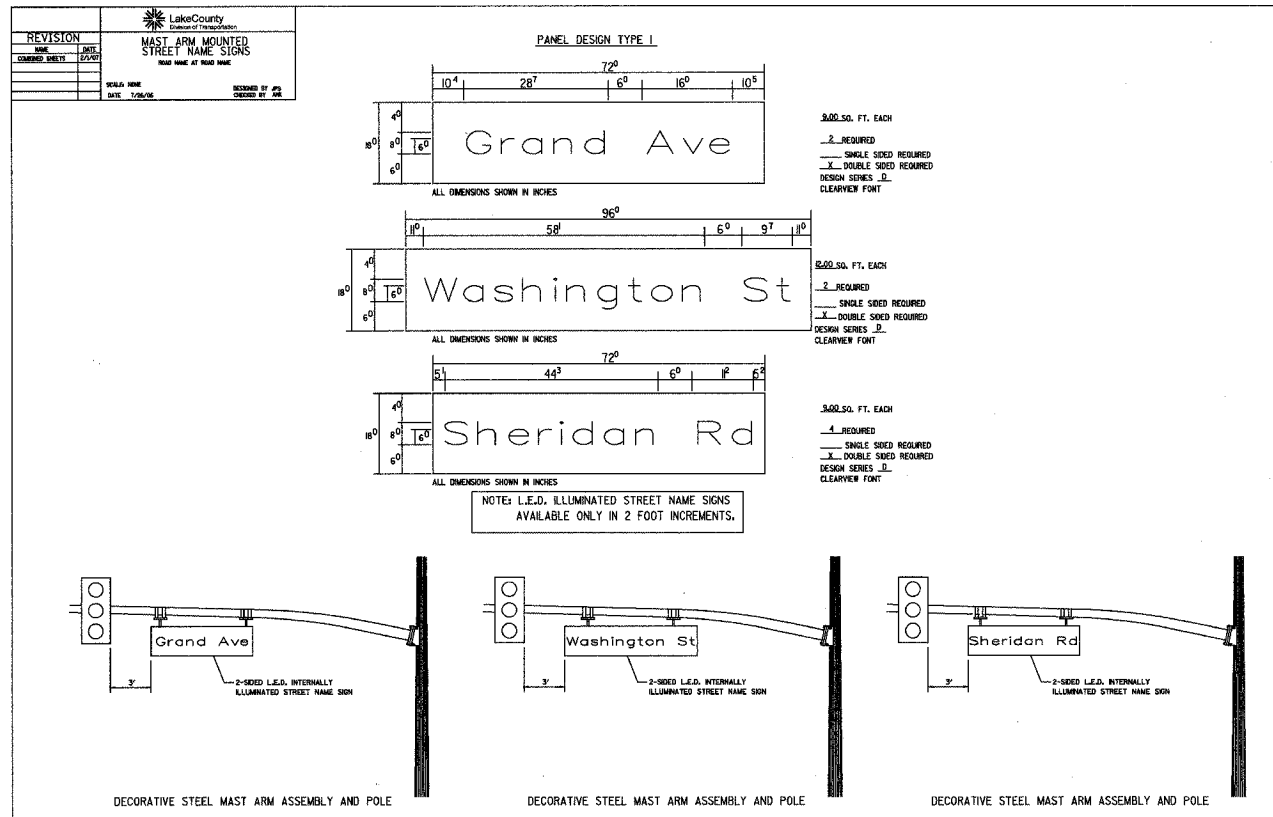 LakeCounty
Division of Transportation
REVISION
NAME DATE
COMBINED SHEETS 2/1/07
MAST ARM MOUNTED
STREET NAME SIGNS
ROAD NAME AT ROAD NAME
SCALE: NONE
DATE 7/26/06
DESIGNED BY JPS
CHECKED BY
PANEL DESIGN TYPE I
72⁰
10⁴ 28⁷ 6⁰ 16⁰ 10⁵
18⁰ 4⁰ 8⁰ 6⁰ 6⁰
Grand Ave
ALL DIMENSIONS SHOWN IN INCHES
9.00 SQ. FT. EACH
2 REQUIRED
SINGLE SIDED REQUIRED
X DOUBLE SIDED REQUIRED
DESIGN SERIES D
CLEARVIEW FONT
96⁰
11⁰ 58¹ 6⁰ 9⁷ 11⁰
18⁰ 4⁰ 8⁰ 6⁰ 6⁰
Washington St
ALL DIMENSIONS SHOWN IN INCHES
12.00 SQ. FT. EACH
2 REQUIRED
SINGLE SIDED REQUIRED
X DOUBLE SIDED REQUIRED
DESIGN SERIES D
CLEARVIEW FONT
72⁰
5¹ 44³ 6⁰ 11² 5²
18⁰ 4⁰ 8⁰ 6⁰ 6⁰
Sheridan Rd
ALL DIMENSIONS SHOWN IN INCHES
9.00 SQ. FT. EACH
4 REQUIRED
SINGLE SIDED REQUIRED
X DOUBLE SIDED REQUIRED
DESIGN SERIES D
CLEARVIEW FONT
NOTE: L.E.D. ILLUMINATED STREET NAME SIGNS
AVAILABLE ONLY IN 2 FOOT INCREMENTS.
Grand Ave
3'
2-SIDED L.E.D. INTERNALLY
ILLUMINATED STREET NAME SIGN
DECORATIVE STEEL MAST ARM ASSEMBLY AND POLE
Washington St
3'
2-SIDED L.E.D. INTERNALLY
ILLUMINATED STREET NAME SIGN
DECORATIVE STEEL MAST ARM ASSEMBLY AND POLE
Sheridan Rd
3'
2-SIDED L.E.D. INTERNALLY
ILLUMINATED STREET NAME SIGN
DECORATIVE STEEL MAST ARM ASSEMBLY AND POLE